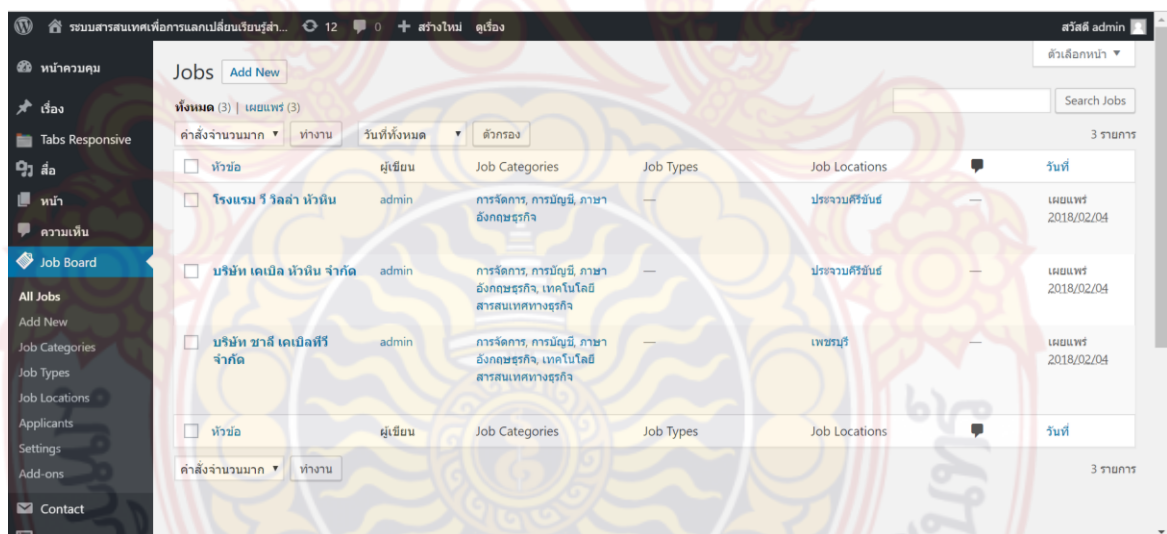 ระบบสารสนเทศเพื่อการแลกเปลี่ยนเรียนรู้สำ... 12 0 + สร้างใหม่ ดูเรื่อง สวัสดี admin
ตัวเลือกหน้า ▼
หน้าควบคุม
เรื่อง
Tabs Responsive
สื่อ
หน้า
ความเห็น
Job Board
All Jobs
Add New
Job Categories
Job Types
Job Locations
Applicants
Settings
Add-ons
Contact
Jobs Add New
ทั้งหมด (3) | เผยแพร่ (3)
Search Jobs
คำสั่งจำนวนมาก ▼ ทำงาน วันที่ทั้งหมด ▼ ตัวกรอง 3 รายการ
หัวข้อ ผู้เขียน Job Categories Job Types Job Locations วันที่
โรงแรม วี วิลล่า หัวหิน admin การจัดการ, การบัญชี, ภาษา — ประจวบคีรีขันธ์ — เผยแพร่
อังกฤษธุรกิจ 2018/02/04
บริษัท เคเบิล หัวหิน จำกัด admin การจัดการ, การบัญชี, ภาษา — ประจวบคีรีขันธ์ — เผยแพร่
อังกฤษธุรกิจ, เทคโนโลยี 2018/02/04
สารสนเทศทางธุรกิจ
บริษัท ชาลี เคเบิลทีวี admin การจัดการ, การบัญชี, ภาษา — เพชรบุรี — เผยแพร่
จำกัด อังกฤษธุรกิจ, เทคโนโลยี 2018/02/04
สารสนเทศทางธุรกิจ
หัวข้อ ผู้เขียน Job Categories Job Types Job Locations วันที่
คำสั่งจำนวนมาก ▼ ทำงาน 3 รายการ